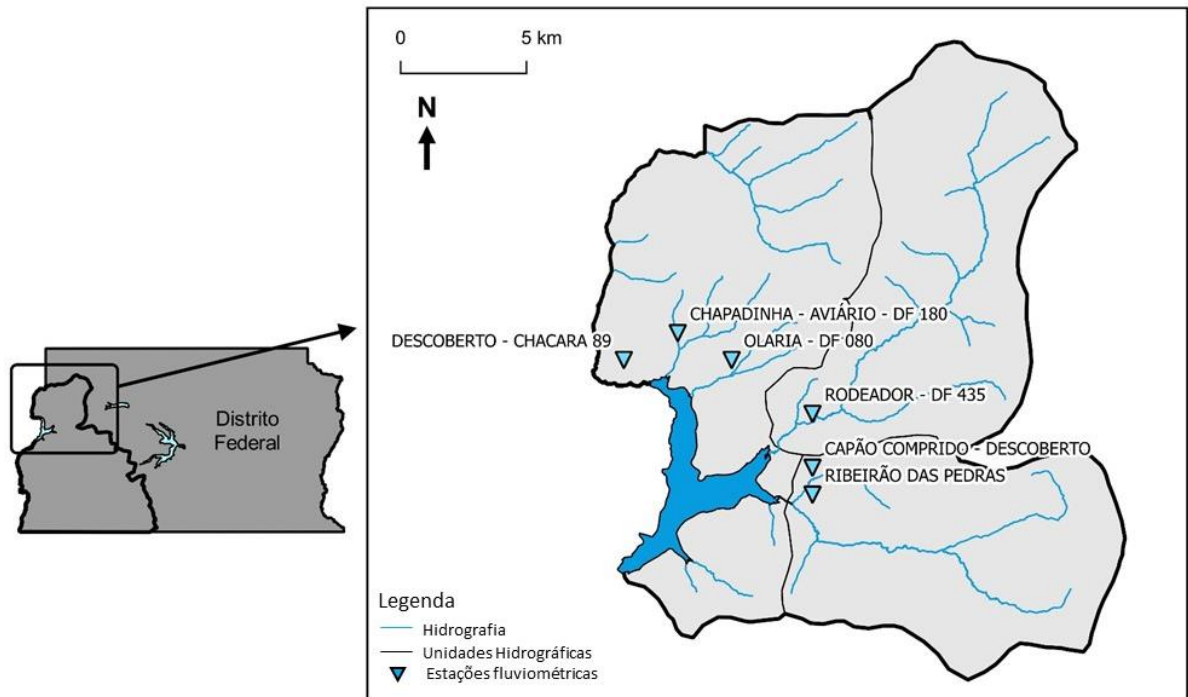 0 5 km
N
CHAPADINHA - AVIÁRIO - DF 180
DESCOBERTO - CHACARA 89
OLARIA - DF 080
RODEADOR - DF 435
CAPÃO COMPRIDO - DESCOBERTO
RIBEIRÃO DAS PEDRAS
Distrito
Federal
Legenda
Hidrografia
Unidades Hidrográficas
Estações fluviométricas